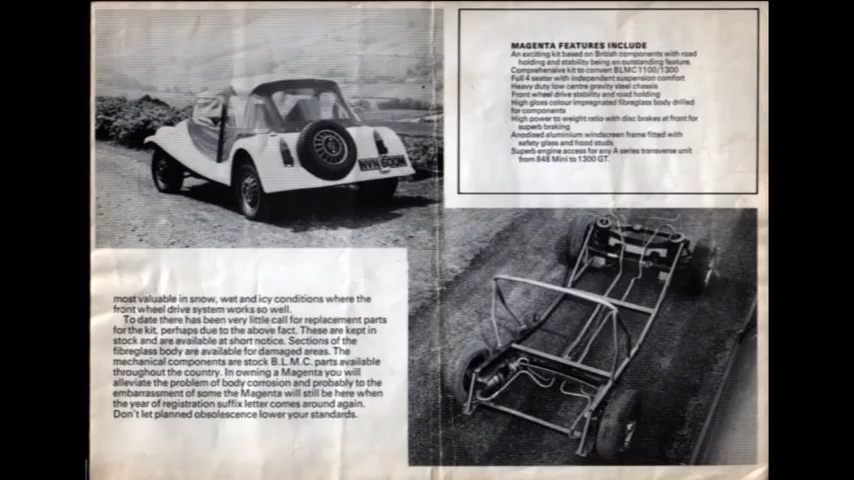 MAGENTA FEATURES INCLUDE
An exciting kit based on British components with road
holding and stability being an outstanding feature.
Comprehensive kit to convert BLMC 1100/1300
Full 4 seater with independent suspension comfort
Heavy duty low centre gravity steel chassis
Front wheel drive stability and road holding
High gloss colour impregnated fibreglass body drilled
for components
High power to weight ratio with disc brakes at front for
superb braking
Anodised aluminium windscreen frame fitted with
safety glass and hood studs
Superb engine access for any A series transverse unit
from 848 Mini to 1300 GT.
most valuable in snow, wet and icy conditions where the
front wheel drive system works so well.
To date there has been very little call for replacement parts
for the kit, perhaps due to the above fact. These are kept in
stock and are available at short notice. Sections of the
fibreglass body are available for damaged areas. The
mechanical components are stock B.L.M.C. parts available
throughout the country. In owning a Magenta you will
alleviate the problem of body corrosion and probably to the
embarrassment of some the Magenta will still be here when
the year of registration suffix letter comes around again.
Don't let planned obsolescence lower your standards.